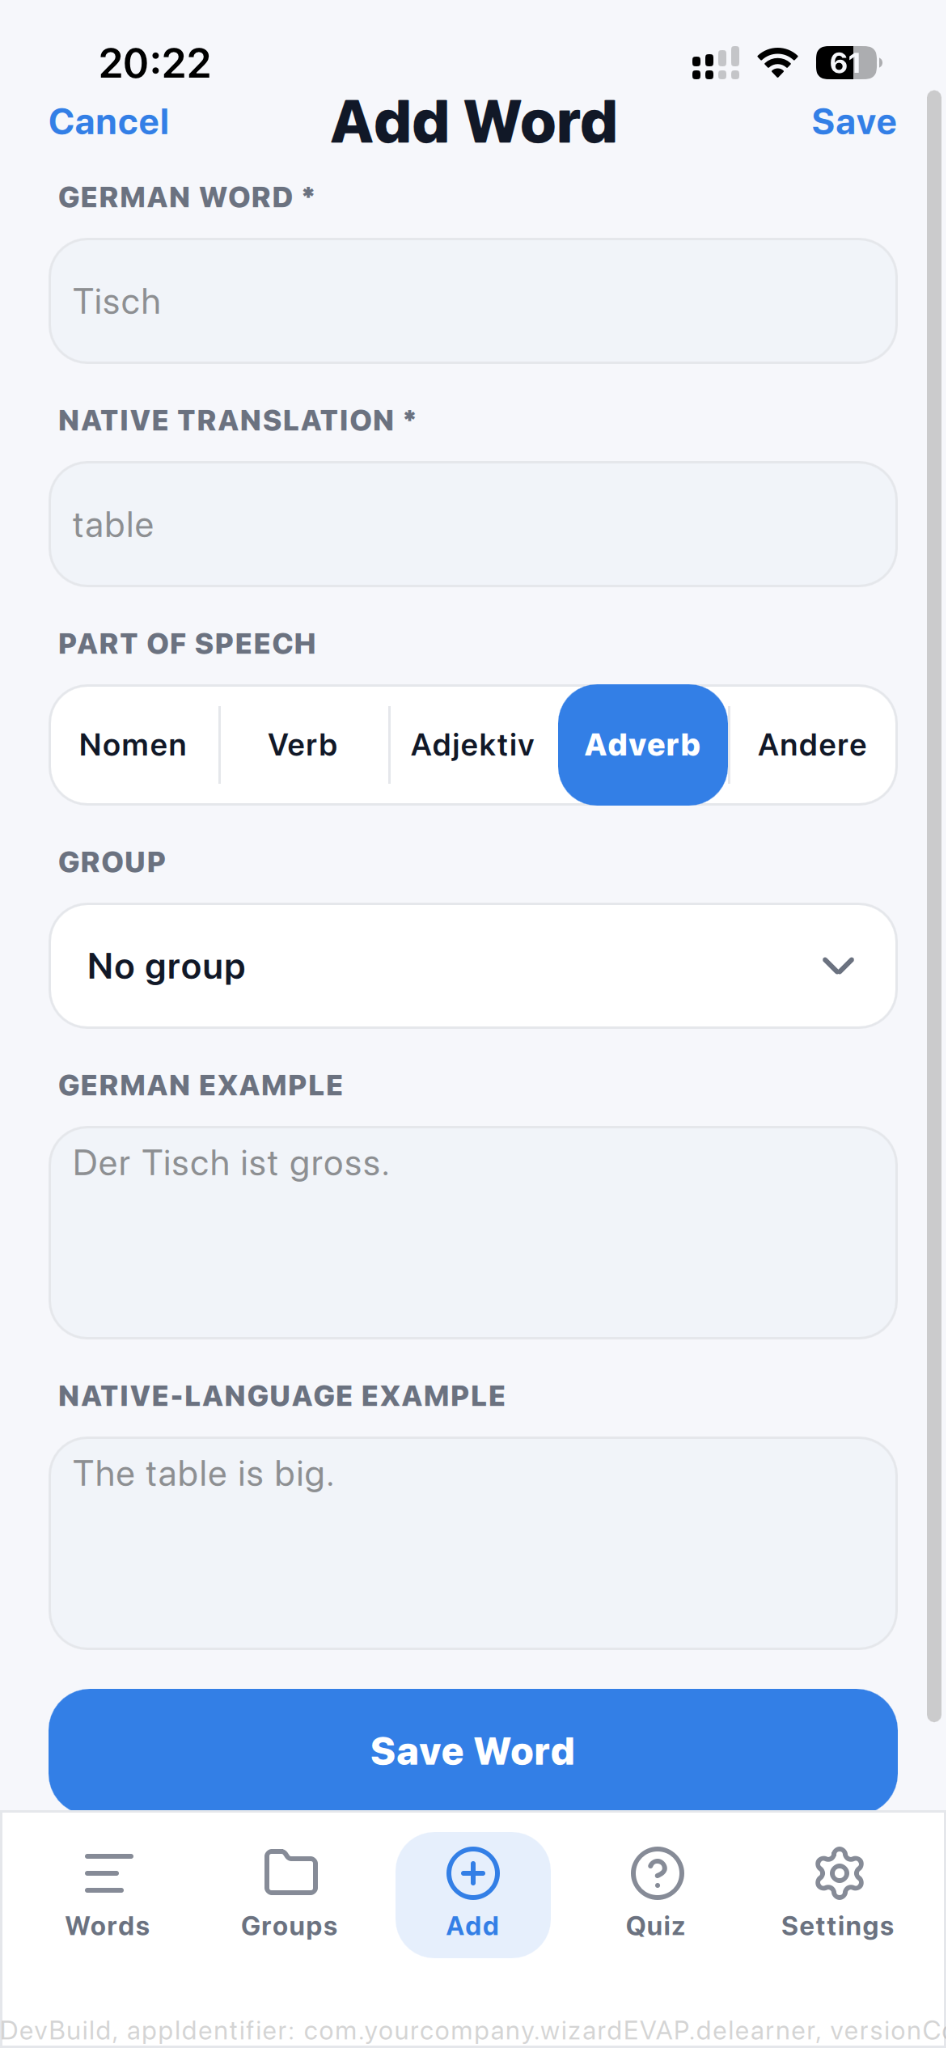 20:22
61
Cancel
Add Word
Save
GERMAN WORD *
Tisch
NATIVE TRANSLATION *
table
PART OF SPEECH
Nomen
Verb
Adjektiv
Adverb
Andere
GROUP
No group
GERMAN EXAMPLE
Der Tisch ist gross.
NATIVE-LANGUAGE EXAMPLE
The table is big.
Save Word
Words
Groups
Add
Quiz
Settings
DevBuild, appIdentifier: com.yourcompany.wizardEVAP.delearner,